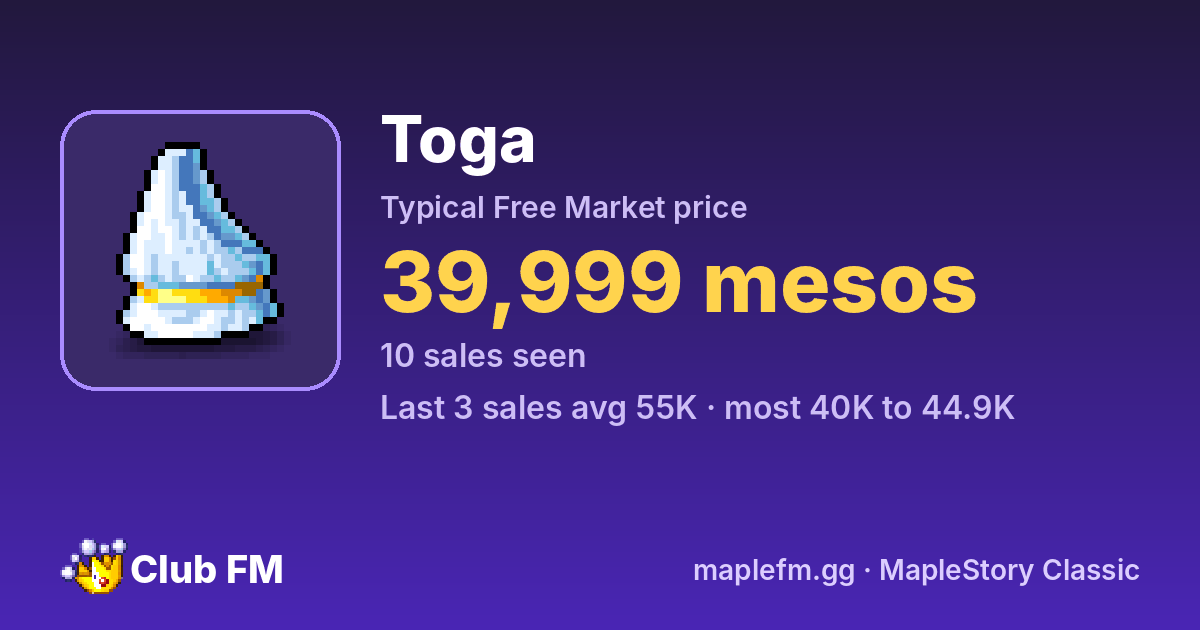 Toga
Typical Free Market price
39,999 mesos
10 sales seen
Last 3 sales avg 55K · most 40K to 44.9K
Club FM
maplefm.gg · MapleStory Classic